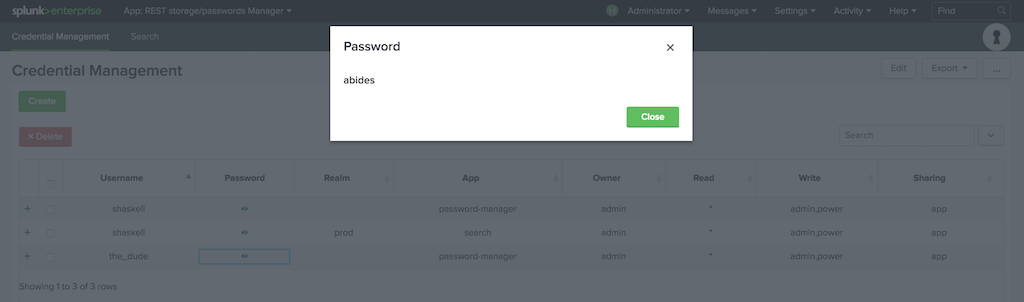 splunk>enterprise App: REST storage/passwords Manager Administrator Messages Settings Activity Help Find
Credential Management Search
Password
abides
Close
Credential Management Edit Export ...
Create
Delete Search
Username Password Realm App Owner Read Write Sharing
shaskell password-manager admin * admin,power app
shaskell prod search admin * admin,power app
the_dude password-manager admin * admin,power app
Showing 1 to 3 of 3 rows